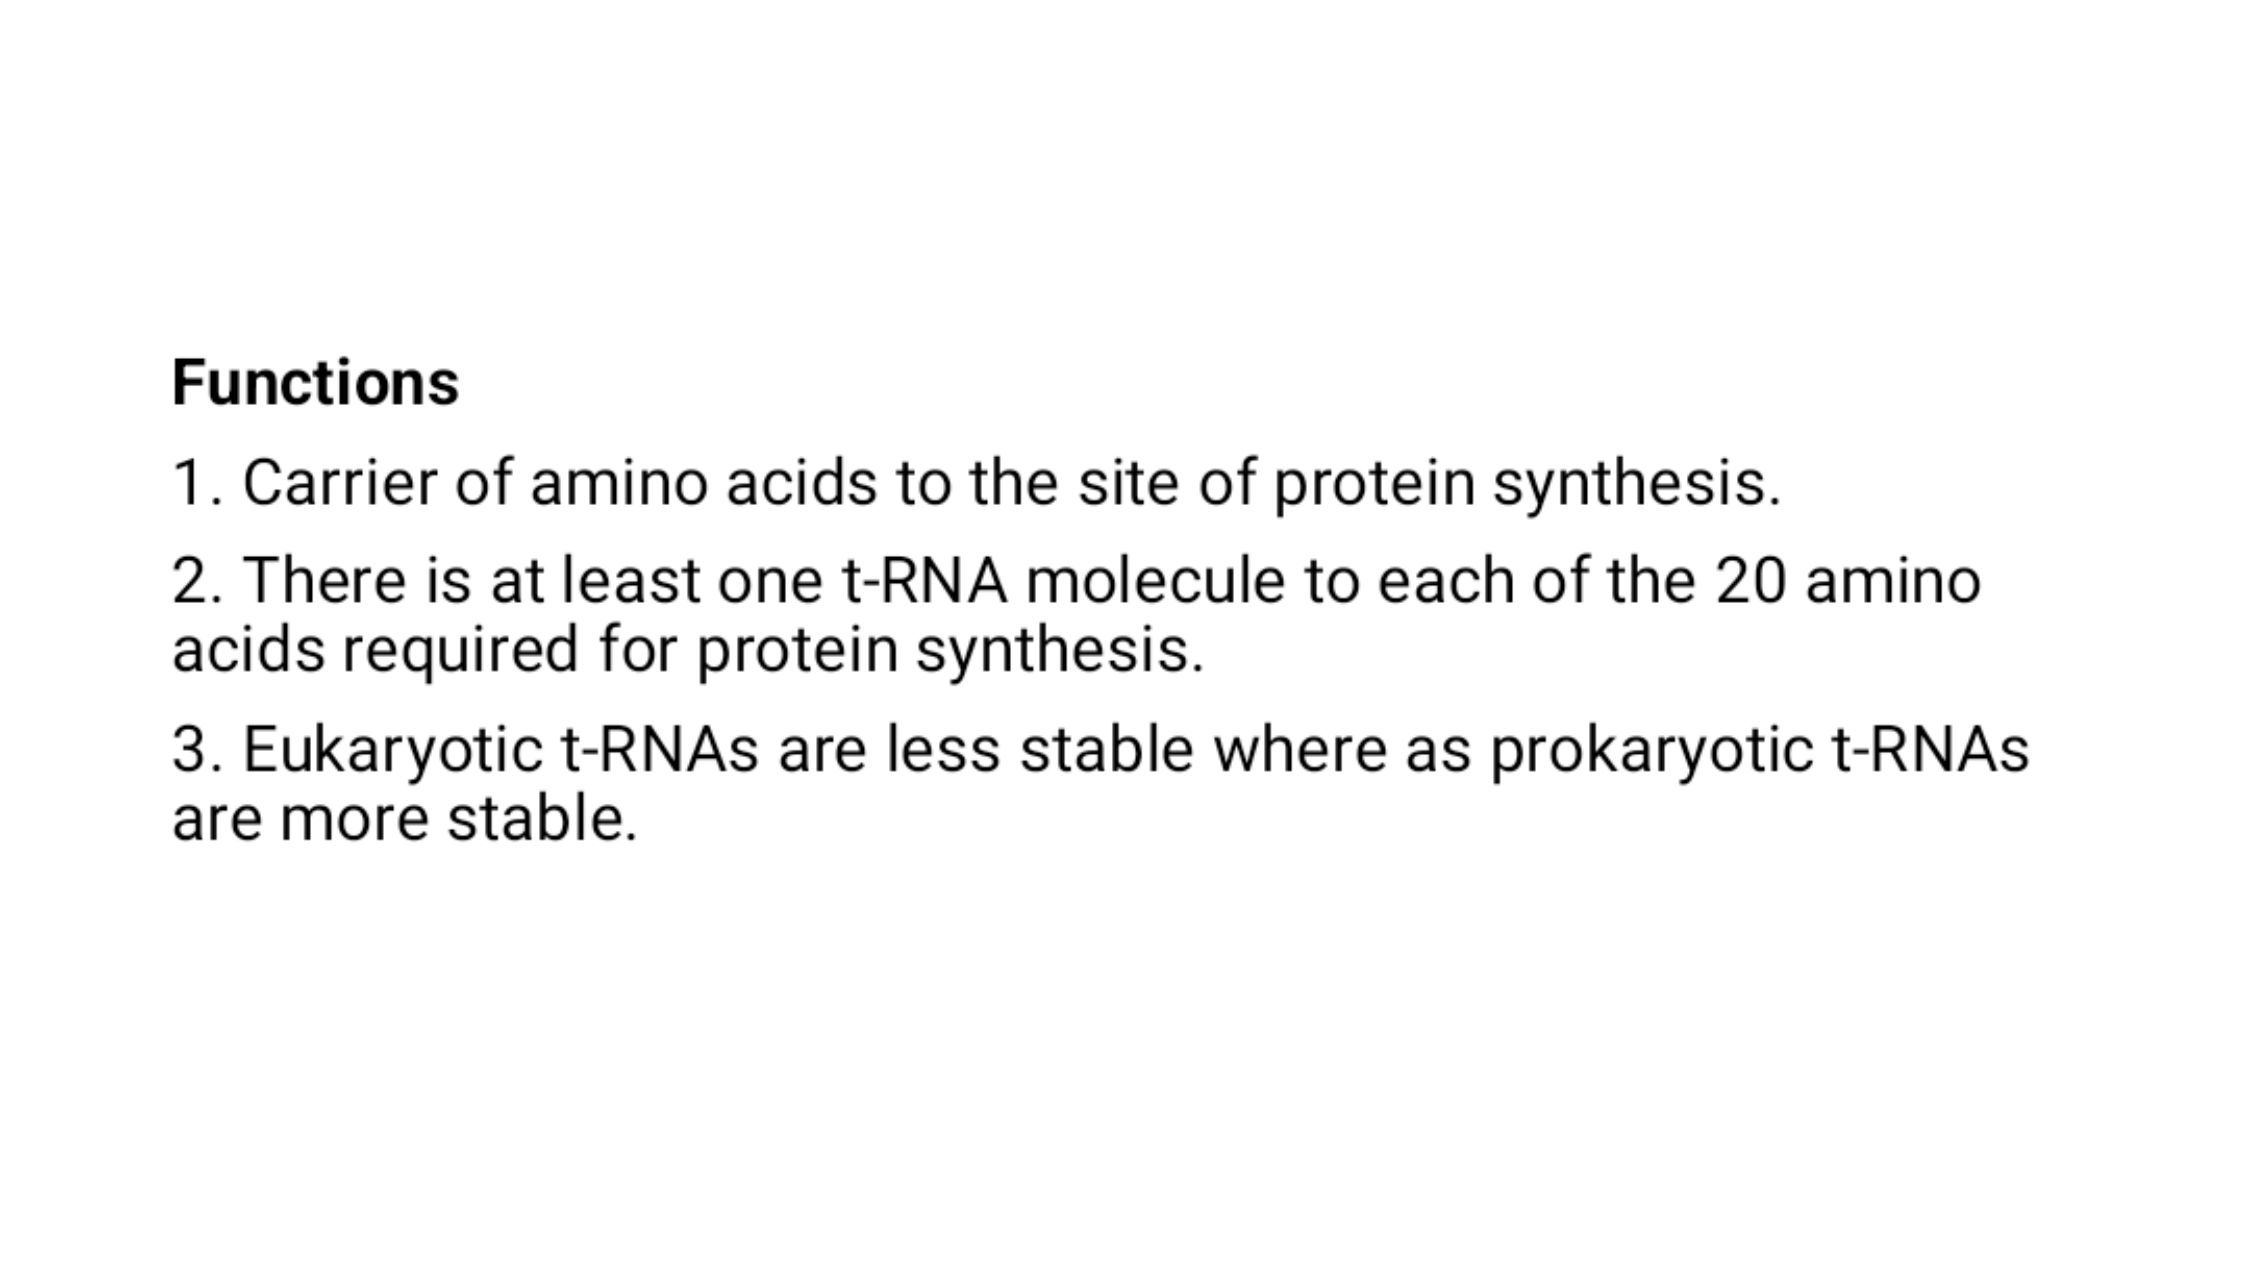 Functions
1. Carrier of amino acids to the site of protein synthesis.
2. There is at least one t-RNA molecule to each of the 20 amino
acids required for protein synthesis.
3. Eukaryotic t-RNAs are less stable where as prokaryotic t-RNAs
are more stable.